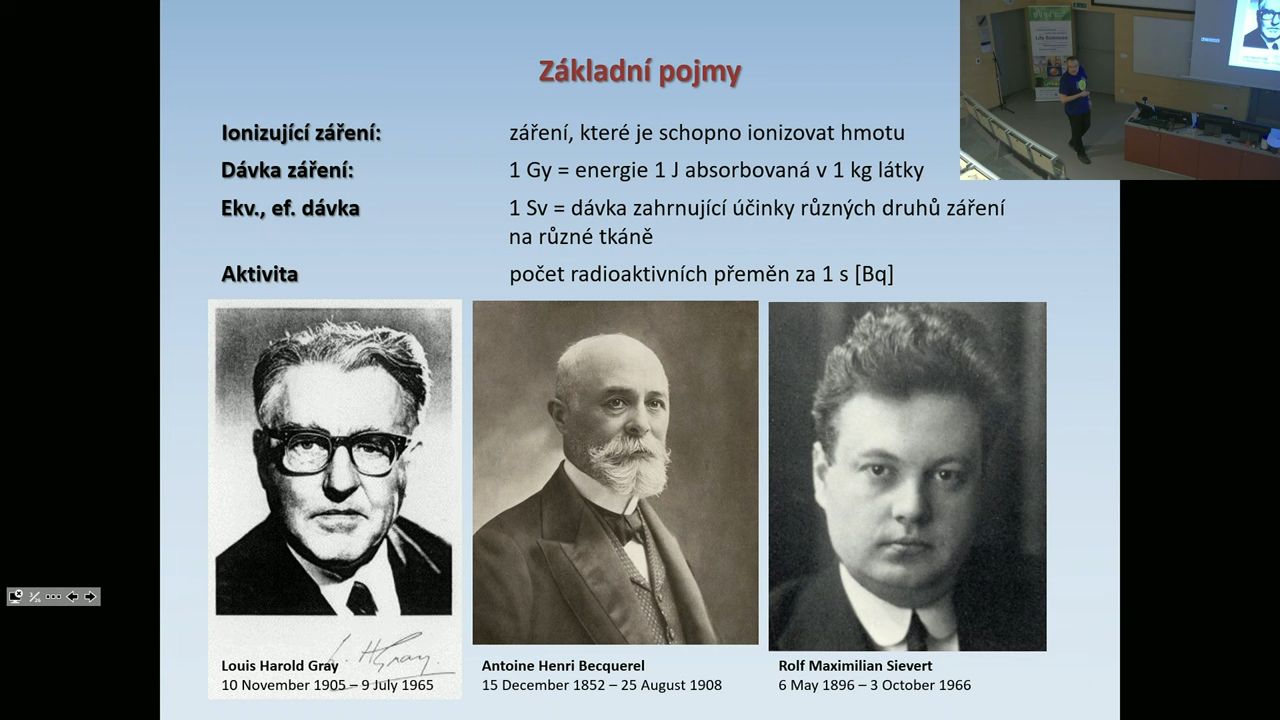 Základní pojmy
Ionizující záření:
záření, které je schopno ionizovat hmotu
Dávka záření:
1 Gy = energie 1 J absorbovaná v 1 kg látky
Ekv., ef. dávka
1 Sv = dávka zahrnující účinky různých druhů záření
na různé tkáně
Aktivita
počet radioaktivních přeměn za 1 s [Bq]
Louis Harold Gray
10 November 1905 – 9 July 1965
Antoine Henri Becquerel
15 December 1852 – 25 August 1908
Rolf Maximilian Sievert
6 May 1896 – 3 October 1966